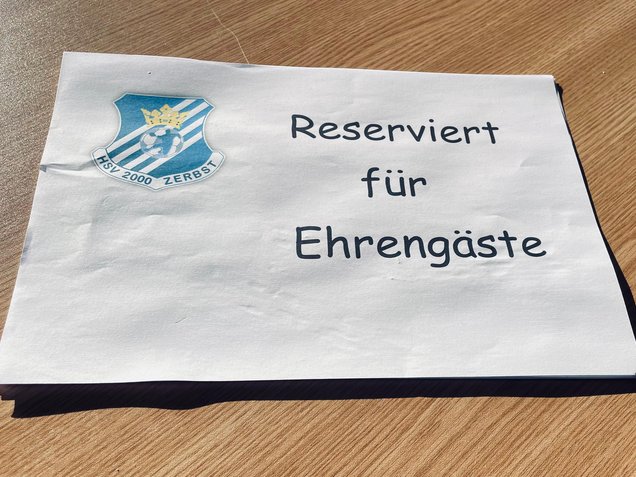 HSV 2000 ZERBST
Reserviert
für
Ehrengäste